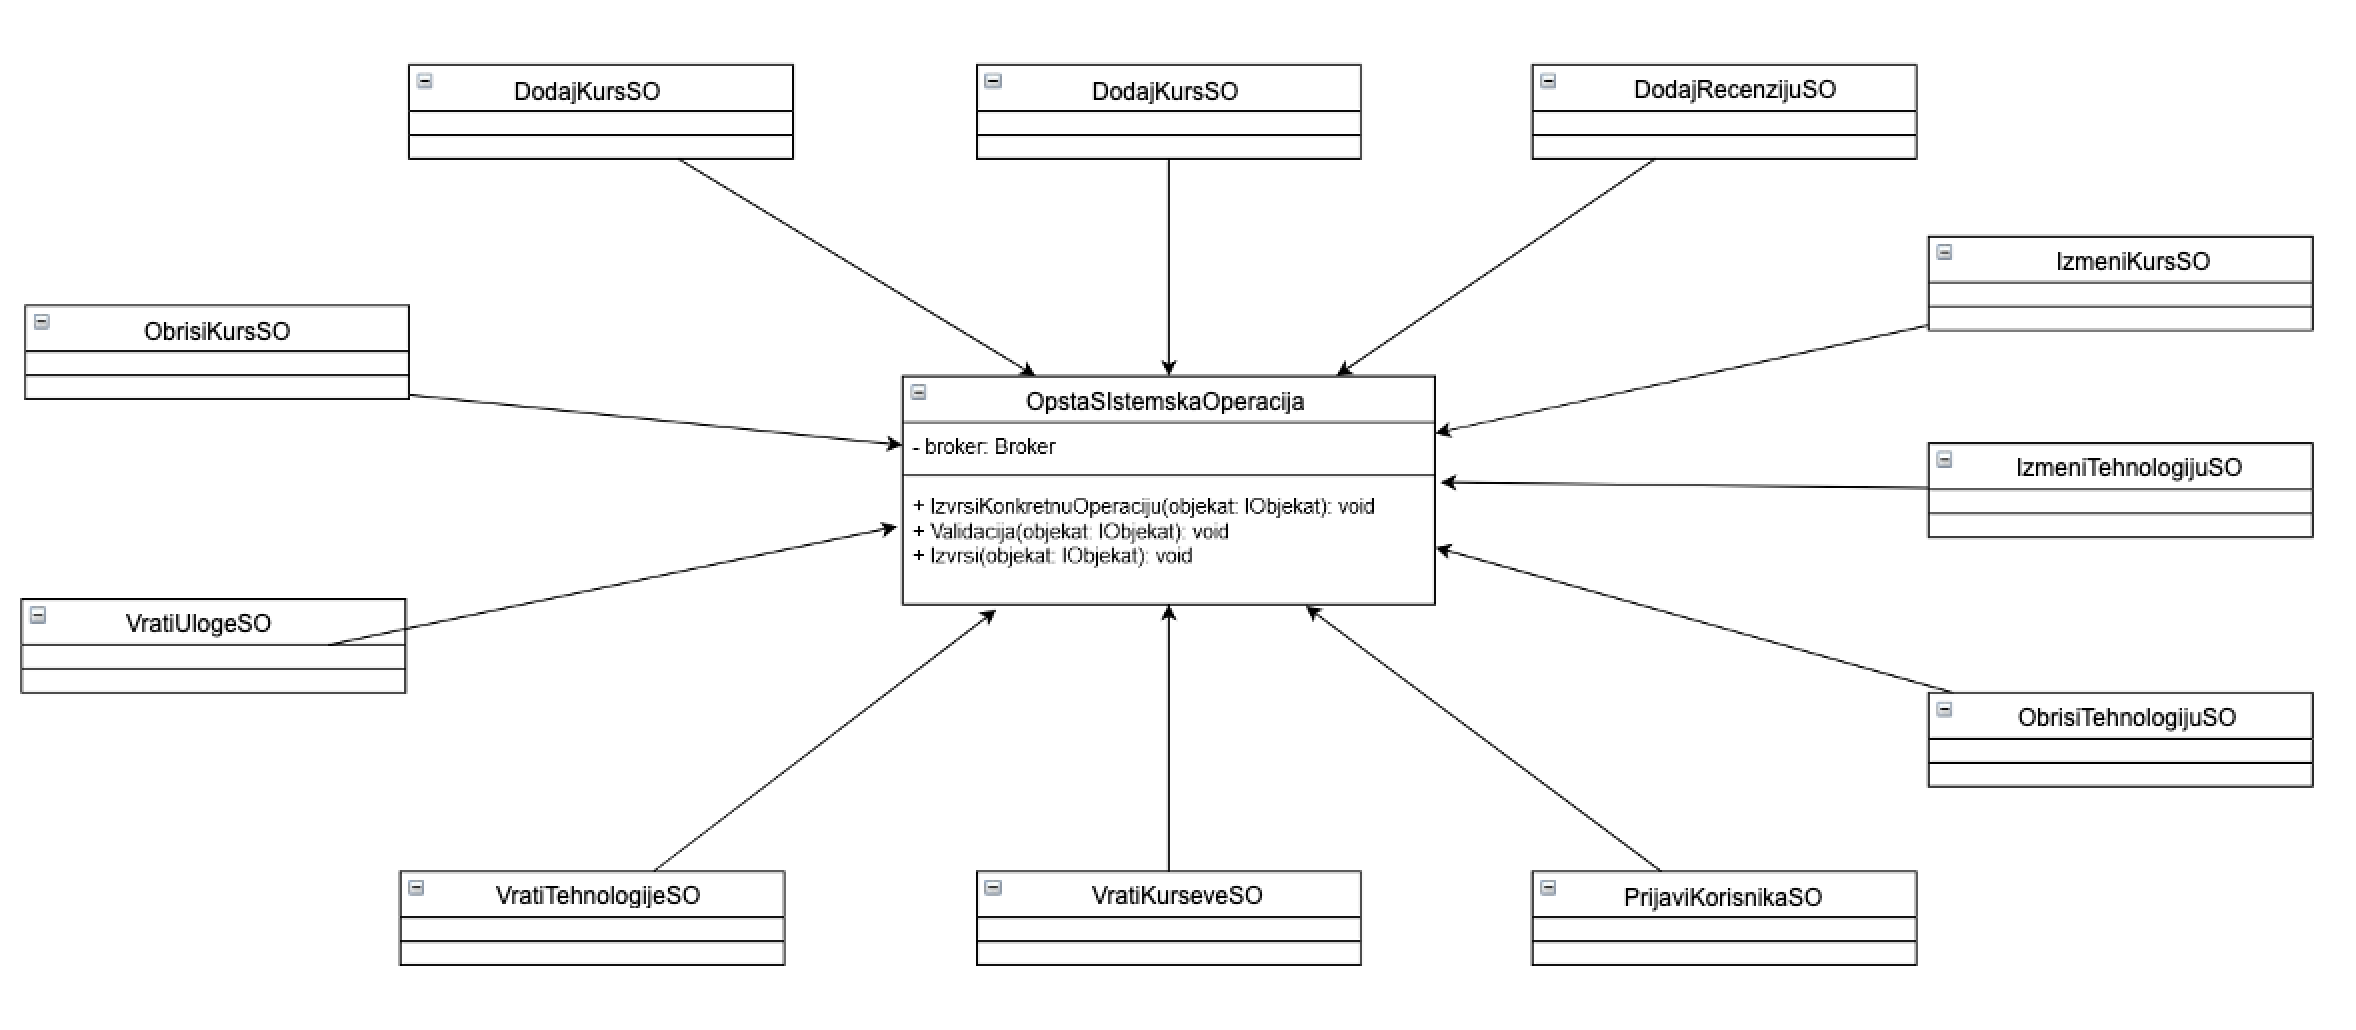 DodajKursSO
DodajKursSO
DodajRecenzijuSO
IzmeniKursSO
ObrisiKursSO
OpstaSIstemskaOperacija
- broker: Broker
+ IzvrsiKonkretnuOperaciju(objekat: IObjekat): void
+ Validacija(objekat: IObjekat): void
+ Izvrsi(objekat: IObjekat): void
IzmeniTehnologijuSO
VratiUlogeSO
ObrisiTehnologijuSO
VratiTehnologijeSO
VratiKurseveSO
PrijaviKorisnikaSO